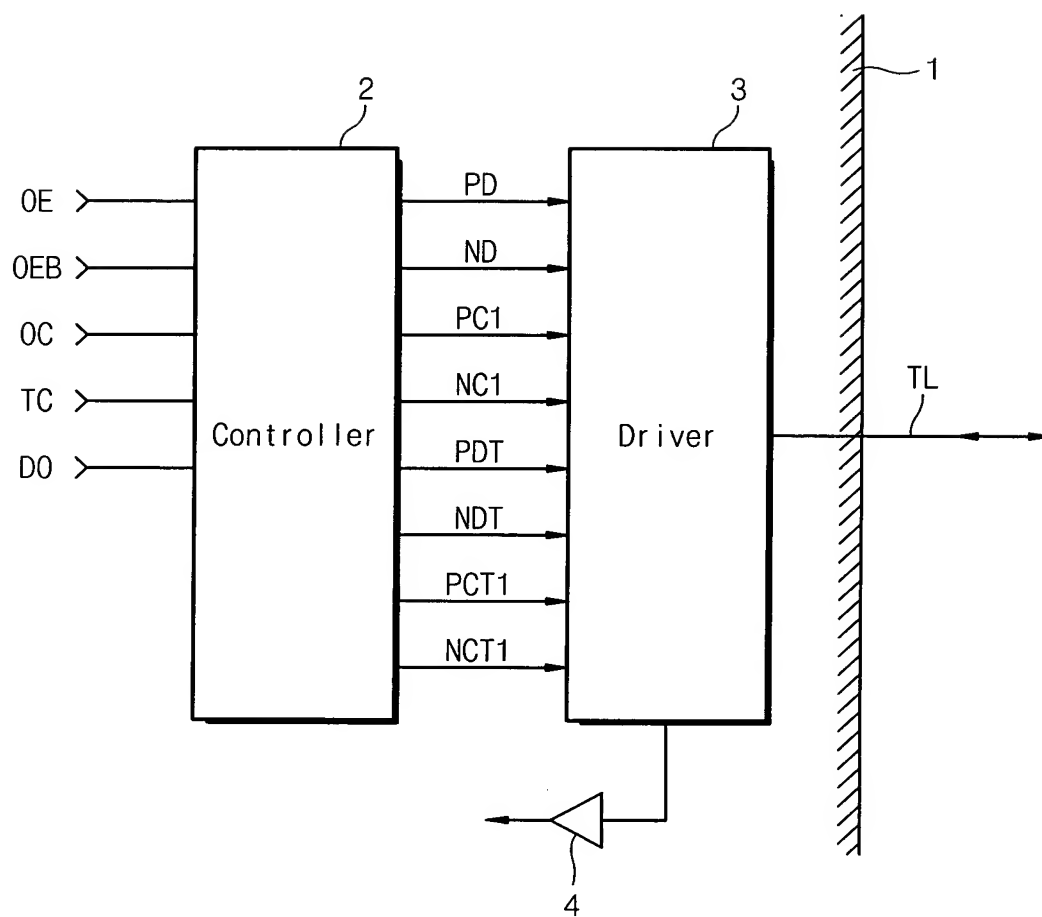 1
2
3
OE
PD
OEB
ND
OC
PC1
TC
NC1
TL
Controller
Driver
DO
PDT
NDT
PCT1
NCT1
4